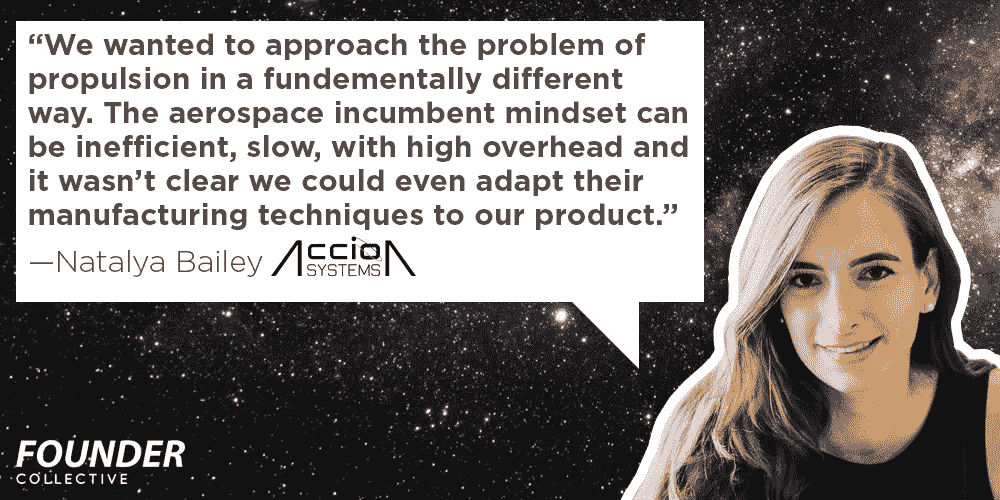 “We wanted to approach the problem of
propulsion in a fundementally different
way. The aerospace incumbent mindset can
be inefficient, slow, with high overhead and
it wasn’t clear we could even adapt their
manufacturing techniques to our product.”
—Natalya Bailey Accion
SYSTEMS
FOUNDER
COLLECTIVE